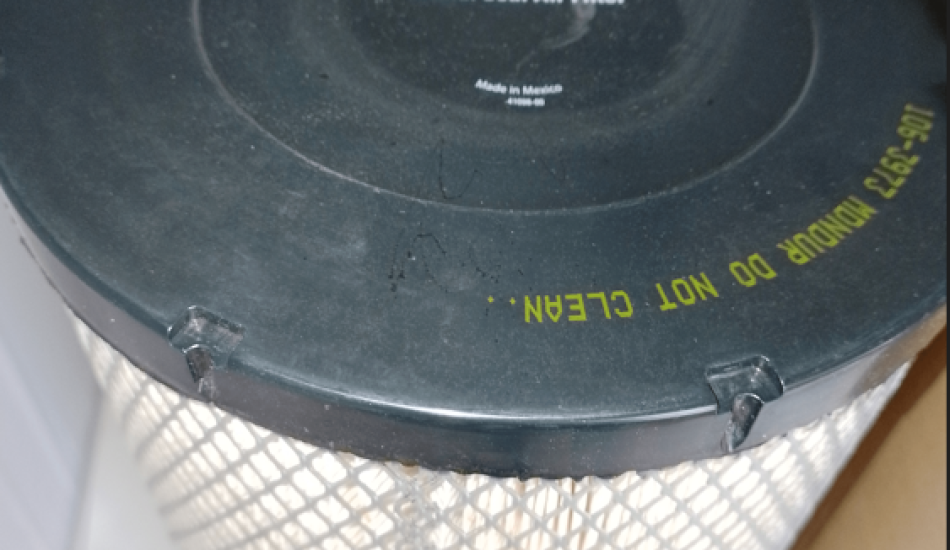 Made in Mexico
106-3973 MONDUR DO NOT CLEAN..